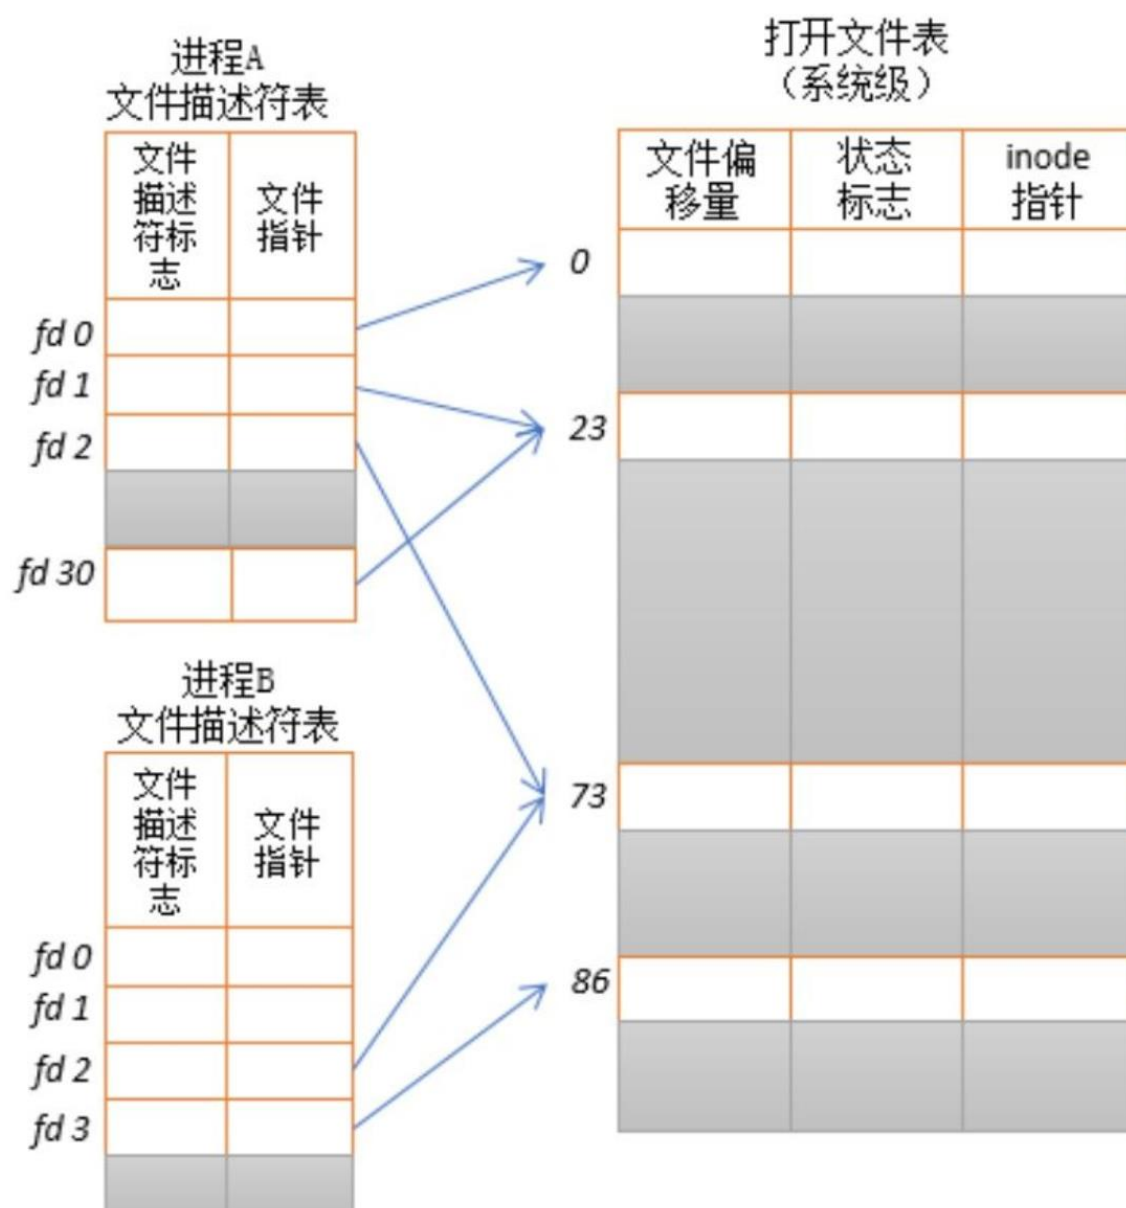 进程A
文件描述符表
文件
描述
符标
志
文件
指针
fd 0
fd 1
fd 2
fd 30
进程B
文件描述符表
文件
描述
符标
志
文件
指针
fd 0
fd 1
fd 2
fd 3
打开文件表
（系统级）
文件偏
移量
状态
标志
inode
指针
0
23
73
86